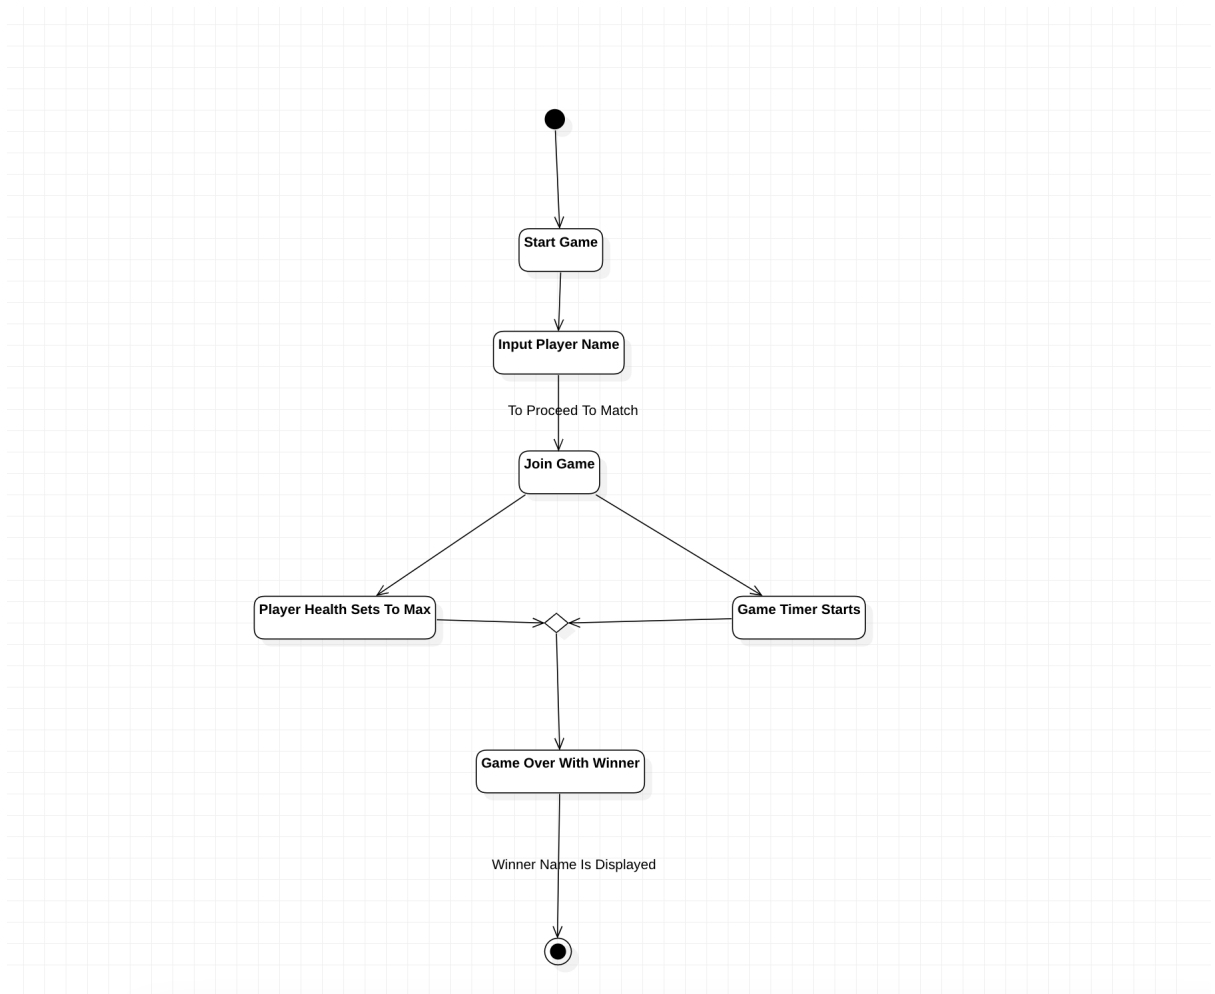 Start Game
Input Player Name
To Proceed To Match
Join Game
Player Health Sets To Max
Game Timer Starts
Game Over With Winner
Winner Name Is Displayed